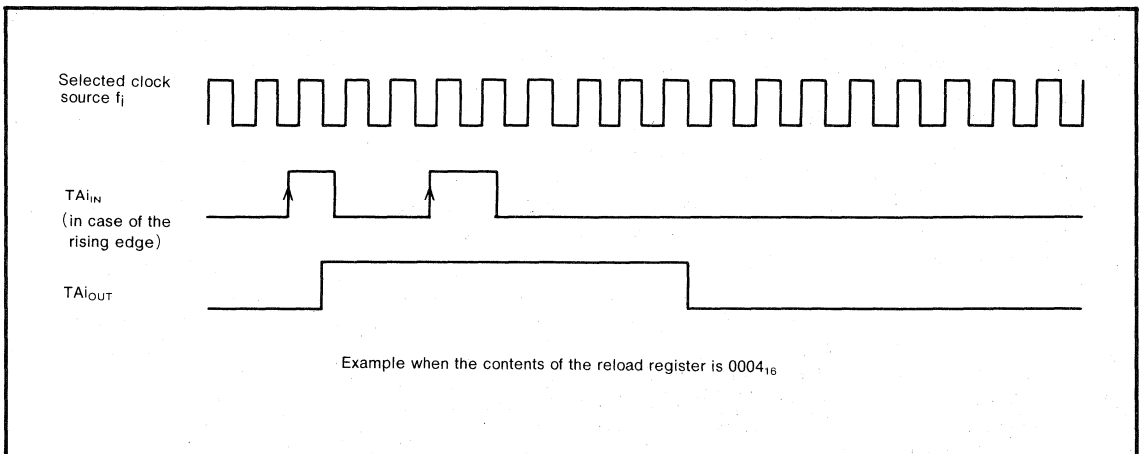 Selected clock
source fi
TAiIN
(in case of the
rising edge)
TAiOUT
Example when the contents of the reload register is 000416